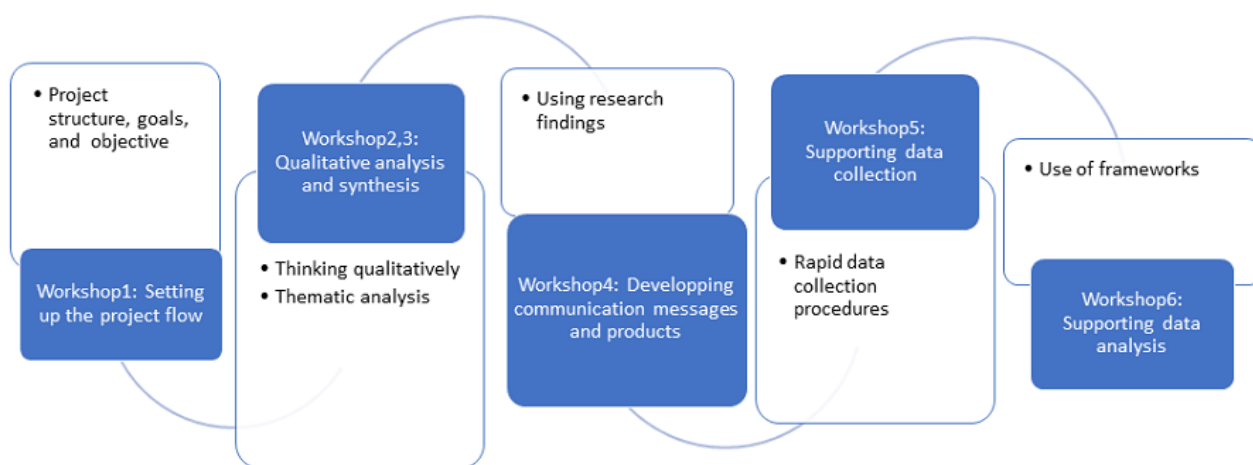 • Project
structure, goals,
and objective
Workshop1: Setting
up the project flow
Workshop2,3:
Qualitative analysis
and synthesis
• Thinking qualitatively
• Thematic analysis
• Using research
findings
Workshop4: Developping
communication messages
and products
Workshop5:
Supporting data
collection
• Rapid data
collection
procedures
• Use of frameworks
Workshop6:
Supporting data
analysis